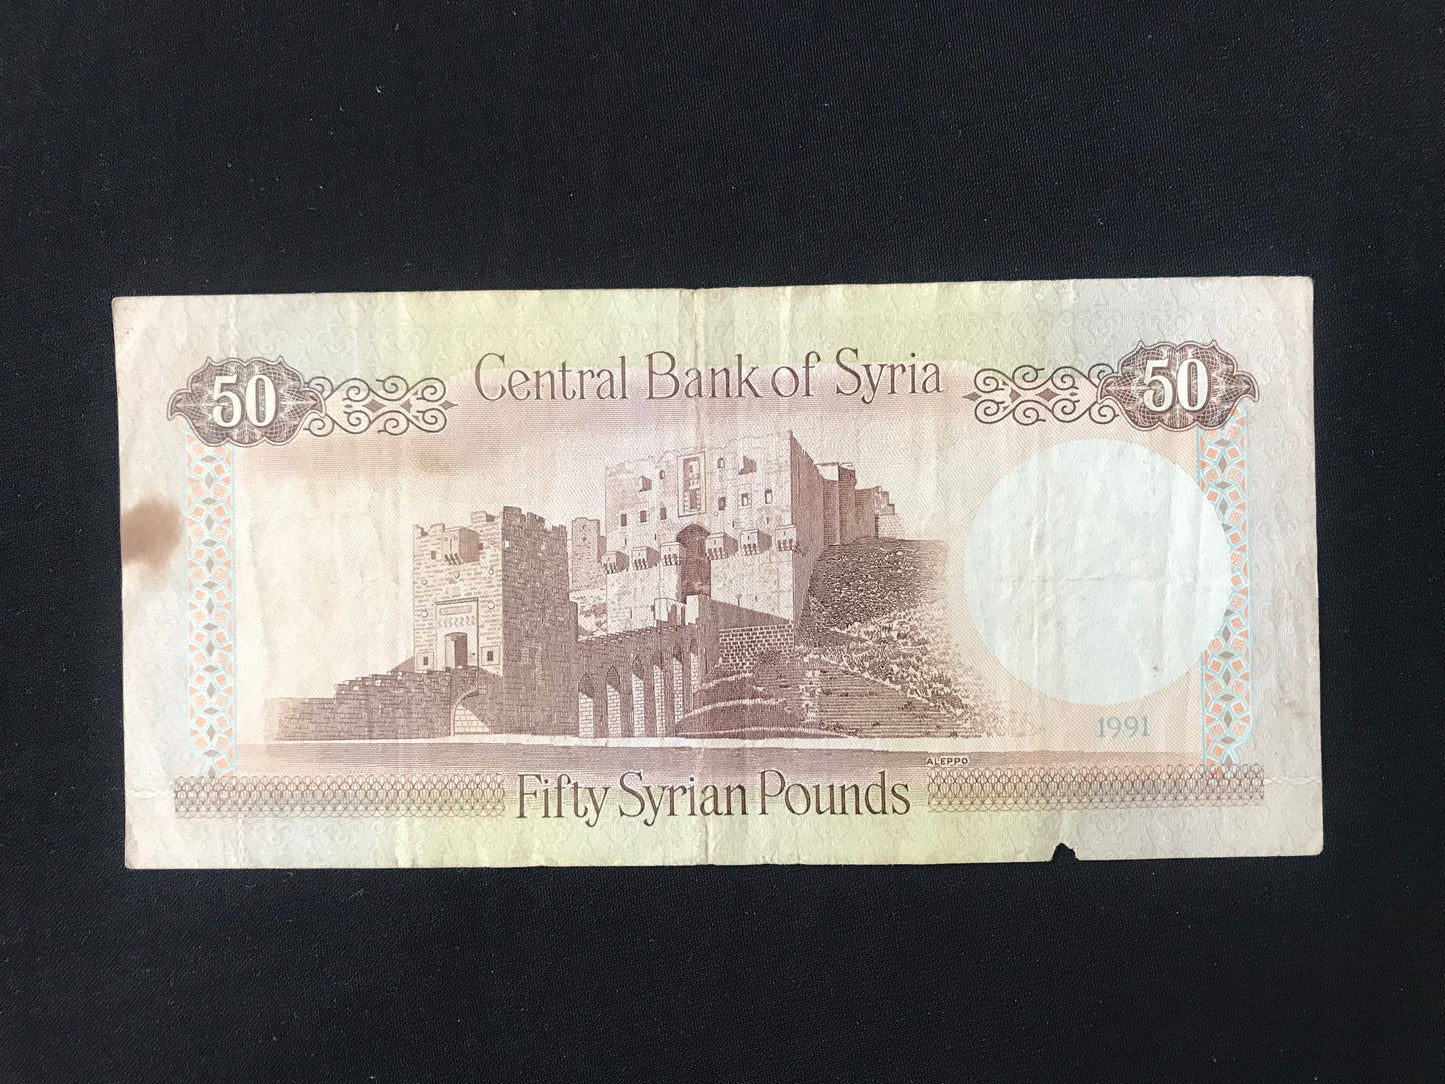 Central Bank of Syria
50
50
1991
ALEPPO
Fifty Syrian Pounds